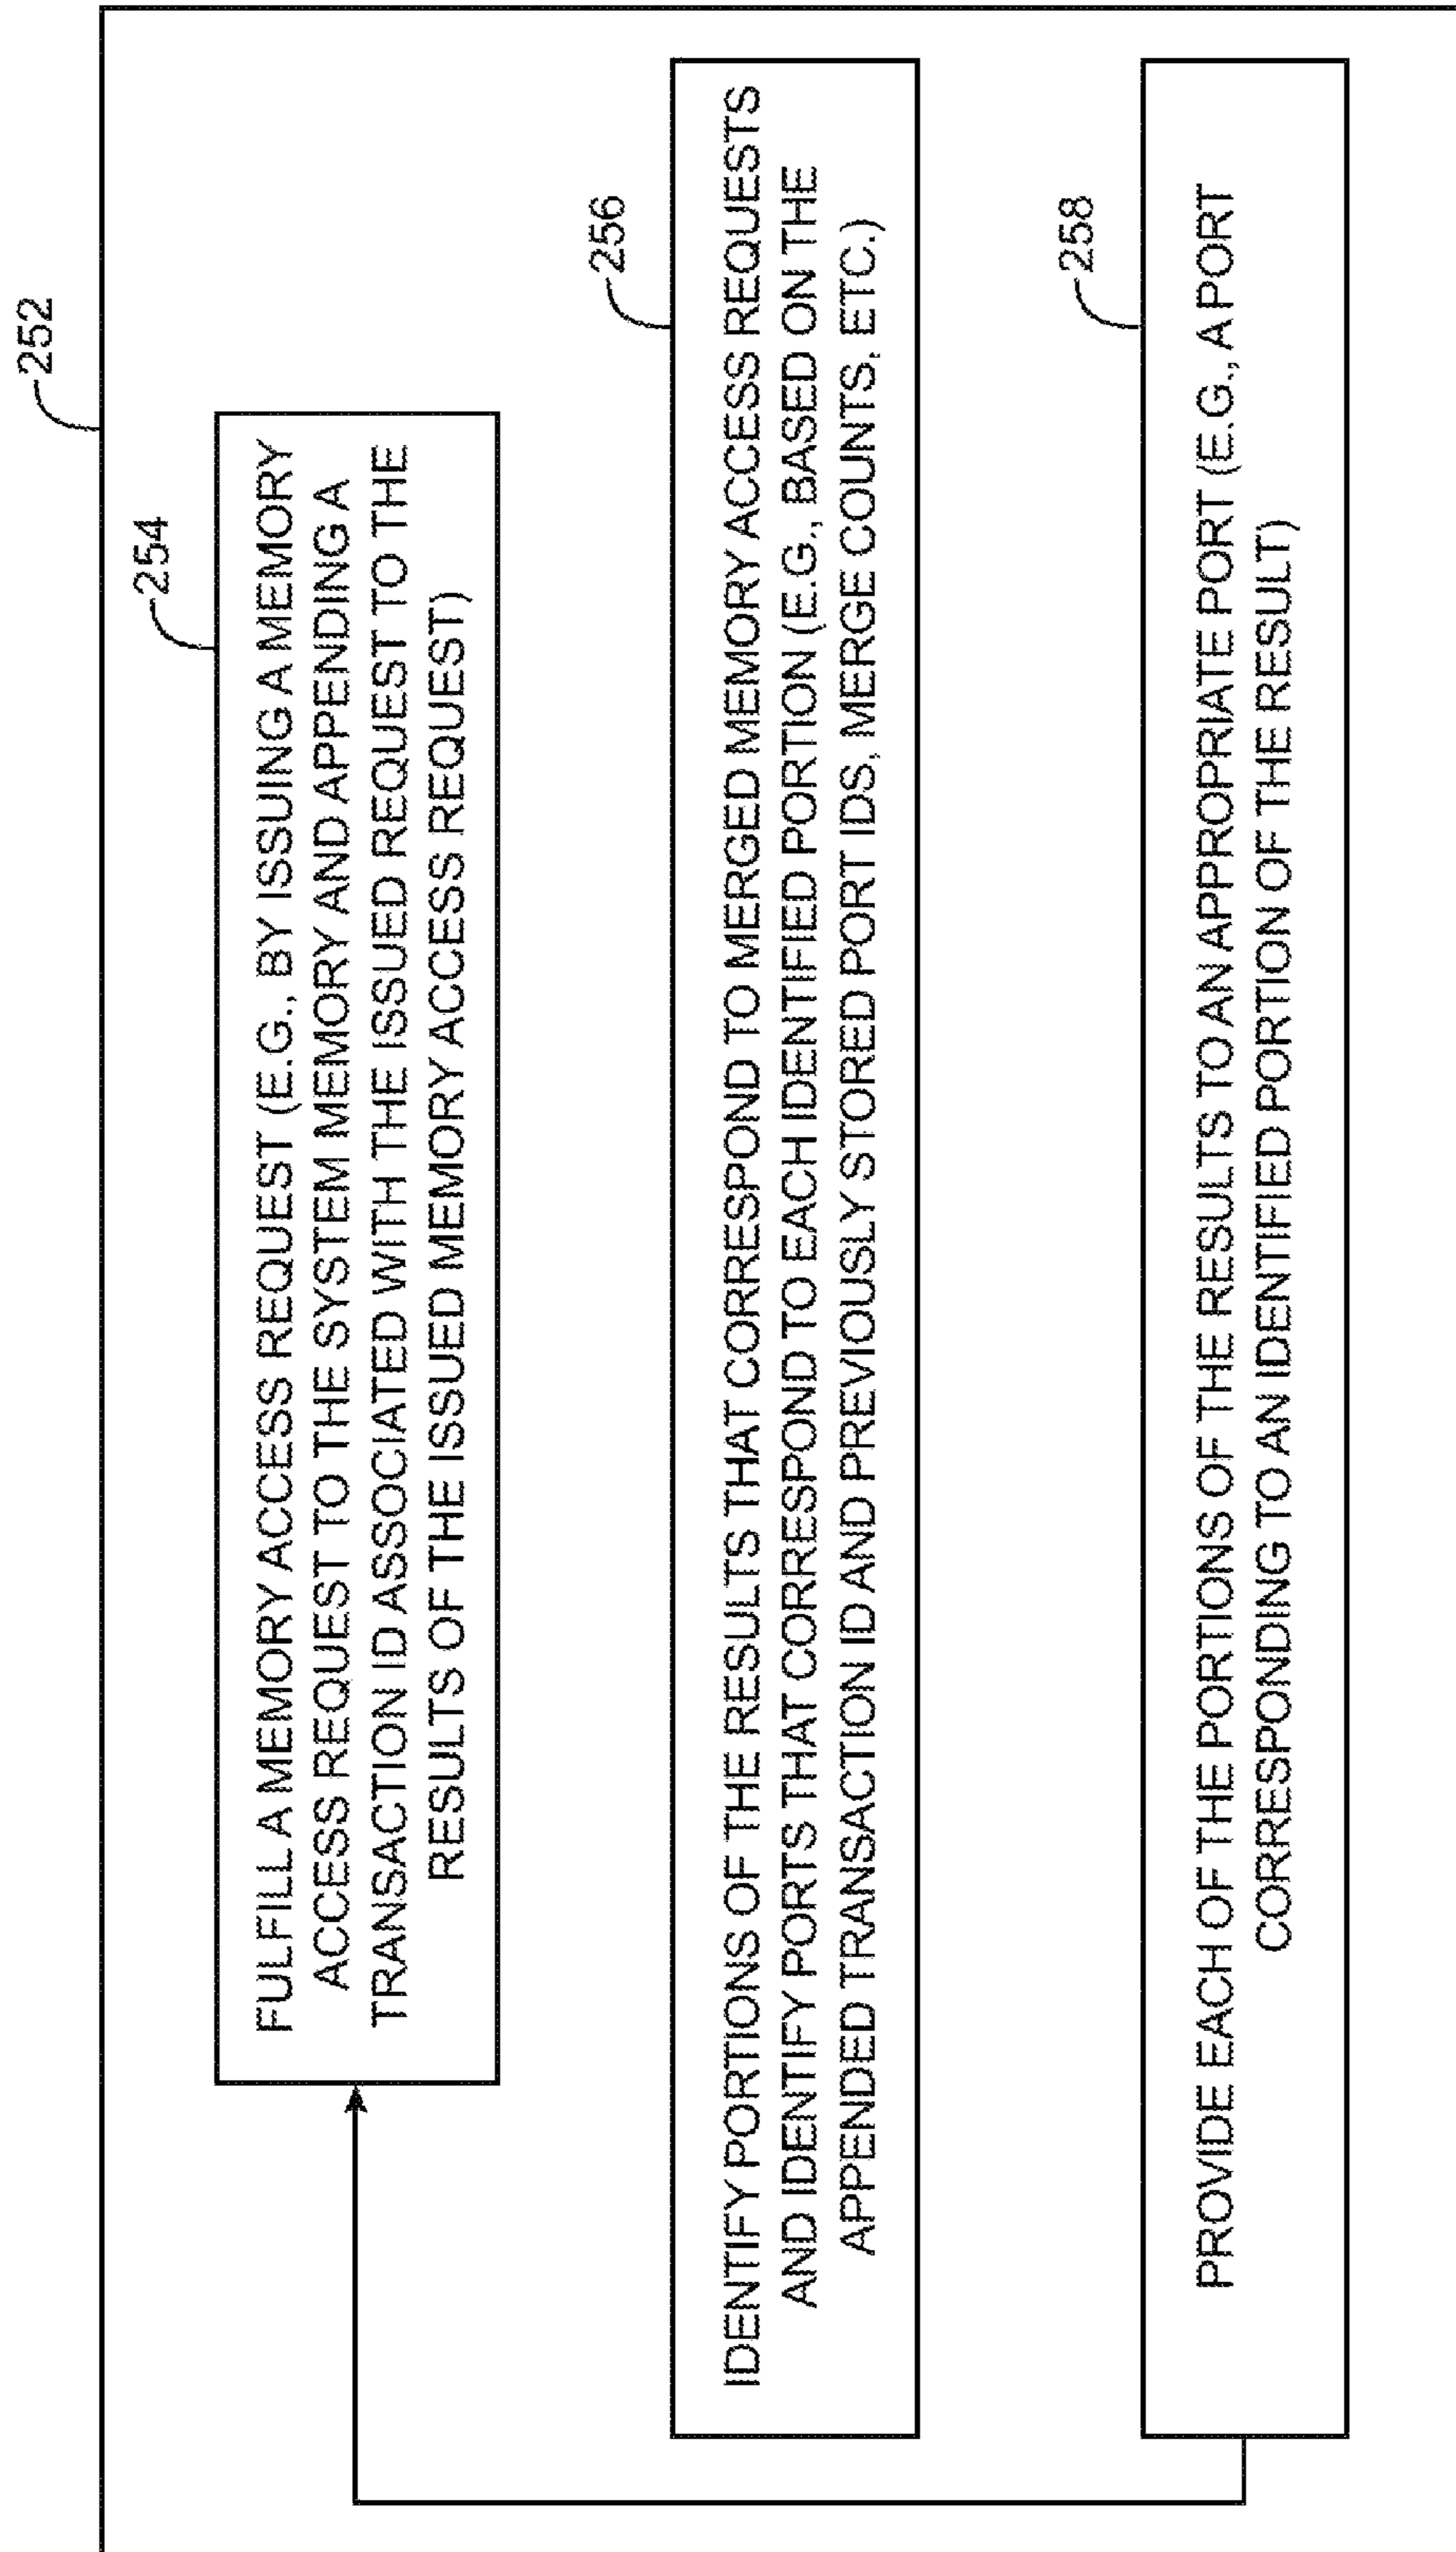 252
254
FULFILL A MEMORY ACCESS REQUEST (E.G., BY ISSUING A MEMORY
ACCESS REQUEST TO THE SYSTEM MEMORY AND APPENDING A
TRANSACTION ID ASSOCIATED WITH THE ISSUED REQUEST TO THE
RESULTS OF THE ISSUED MEMORY ACCESS REQUEST)
256
IDENTIFY PORTIONS OF THE RESULTS THAT CORRESPOND TO MERGED MEMORY ACCESS REQUESTS
AND IDENTIFY PORTS THAT CORRESPOND TO EACH IDENTIFIED PORTION (E.G., BASED ON THE
APPENDED TRANSACTION ID AND PREVIOUSLY STORED PORT IDS, MERGE COUNTS, ETC.)
258
PROVIDE EACH OF THE PORTIONS OF THE RESULTS TO AN APPROPRIATE PORT (E.G., A PORT
CORRESPONDING TO AN IDENTIFIED PORTION OF THE RESULT)